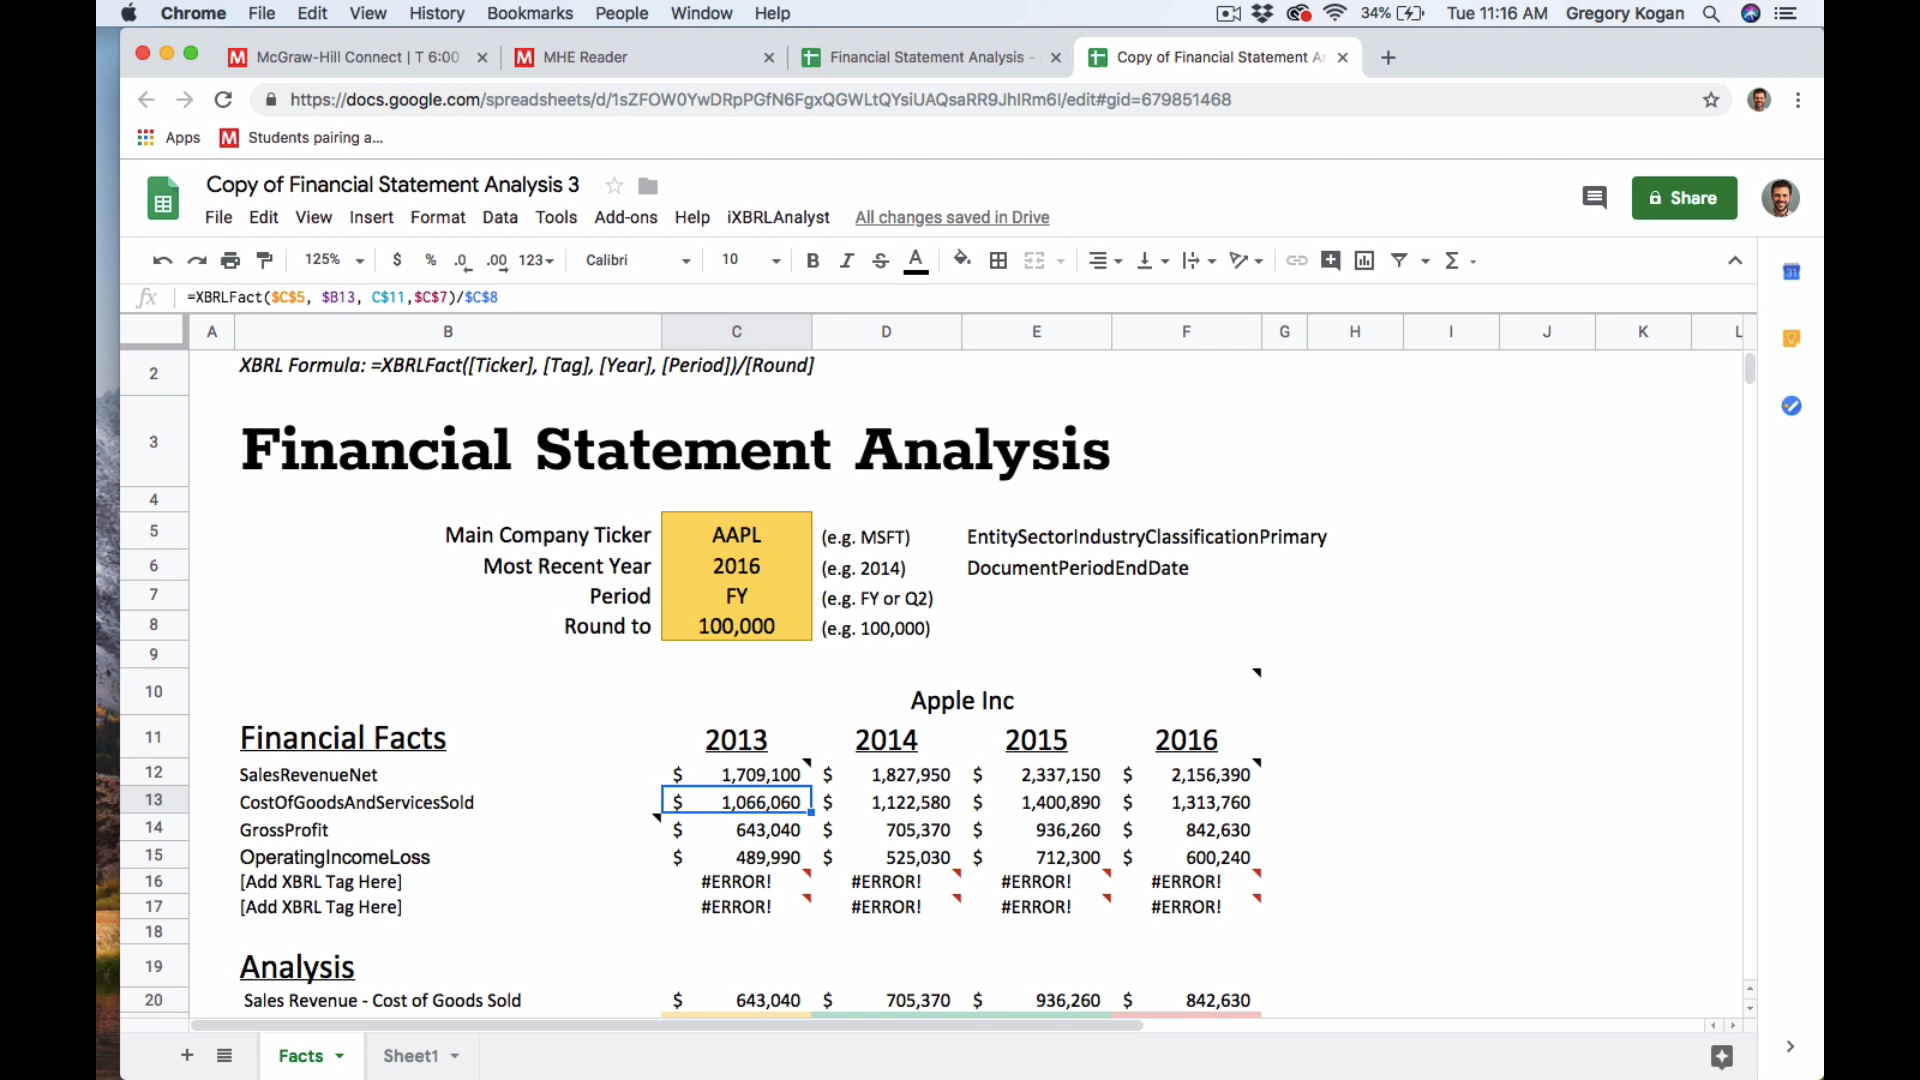 Chrome File Edit View History Bookmarks People Window Help 34% Tue 11:16 AM Gregory Kogan
McGraw-Hill Connect | T 6:00 MHE Reader Financial Statement Analysis - Copy of Financial Statement A
https://docs.google.com/spreadsheets/d/1sZFOW0YwDRpPGfN6FgxQGWLtQYsiUAQsaRR9JhIRm6I/edit#gid=679851468
Apps Students pairing a...
Copy of Financial Statement Analysis 3
Share
File Edit View Insert Format Data Tools Add-ons Help iXBRLAnalyst All changes saved in Drive
125% $ % .0 .00 123 Calibri 10 B I S A Σ
31
fx =XBRLFact($C$5, $B13, C$11,$C$7)/$C$8
A B C D E F G H I J K L
2 XBRL Formula: =XBRLFact([Ticker], [Tag], [Year], [Period])/[Round]
3 Financial Statement Analysis
4
5 Main Company Ticker AAPL (e.g. MSFT) EntitySectorIndustryClassificationPrimary
6 Most Recent Year 2016 (e.g. 2014) DocumentPeriodEndDate
7 Period FY (e.g. FY or Q2)
8 Round to 100,000 (e.g. 100,000)
9
10 Apple Inc
11 Financial Facts 2013 2014 2015 2016
12 SalesRevenueNet $ 1,709,100 $ 1,827,950 $ 2,337,150 $ 2,156,390
13 CostOfGoodsAndServicesSold $ 1,066,060 $ 1,122,580 $ 1,400,890 $ 1,313,760
14 GrossProfit $ 643,040 $ 705,370 $ 936,260 $ 842,630
15 OperatingIncomeLoss $ 489,990 $ 525,030 $ 712,300 $ 600,240
16 [Add XBRL Tag Here] #ERROR! #ERROR! #ERROR! #ERROR!
17 [Add XBRL Tag Here] #ERROR! #ERROR! #ERROR! #ERROR!
18
19 Analysis
20 Sales Revenue - Cost of Goods Sold $ 643,040 $ 705,370 $ 936,260 $ 842,630
Facts Sheet1